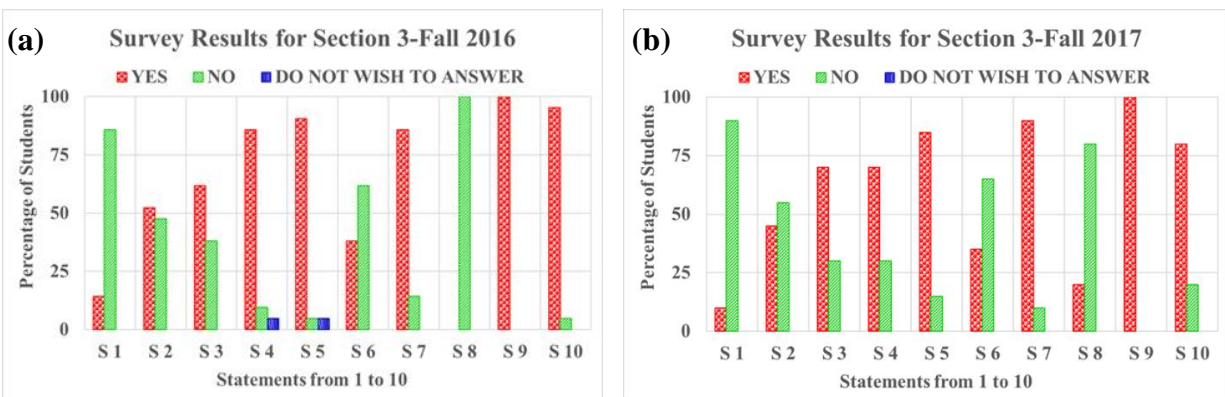 (a)
Survey Results for Section 3-Fall 2016
YES NO DO NOT WISH TO ANSWER
100
75
50
25
0
Percentage of Students
S 1 S 2 S 3 S 4 S 5 S 6 S 7 S 8 S 9 S 10
Statements from 1 to 10
(b)
Survey Results for Section 3-Fall 2017
YES NO DO NOT WISH TO ANSWER
100
75
50
25
0
Percentage of Students
S 1 S 2 S 3 S 4 S 5 S 6 S 7 S 8 S 9 S 10
Statements from 1 to 10